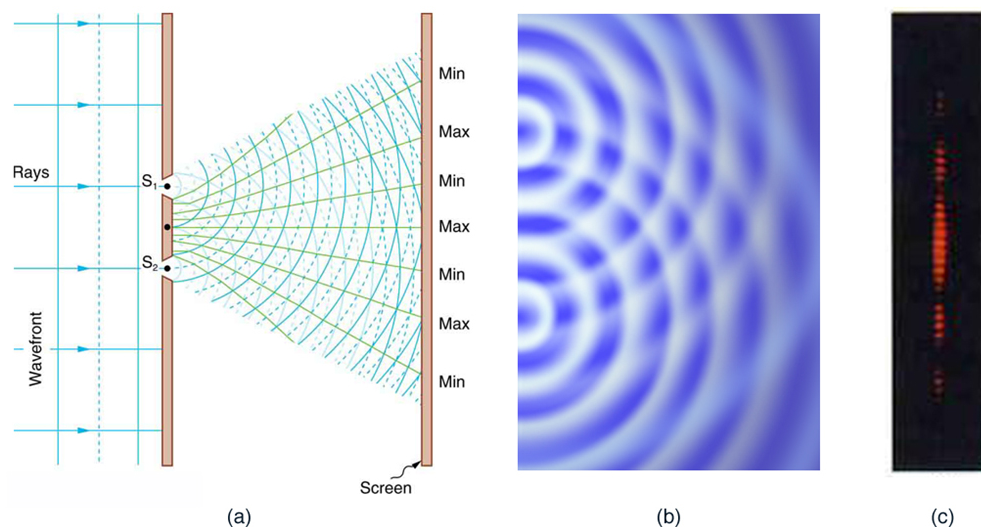 Rays
Wavefront
S₁
S₂
Min
Max
Min
Max
Min
Max
Min
Screen
(a)
(b)
(c)